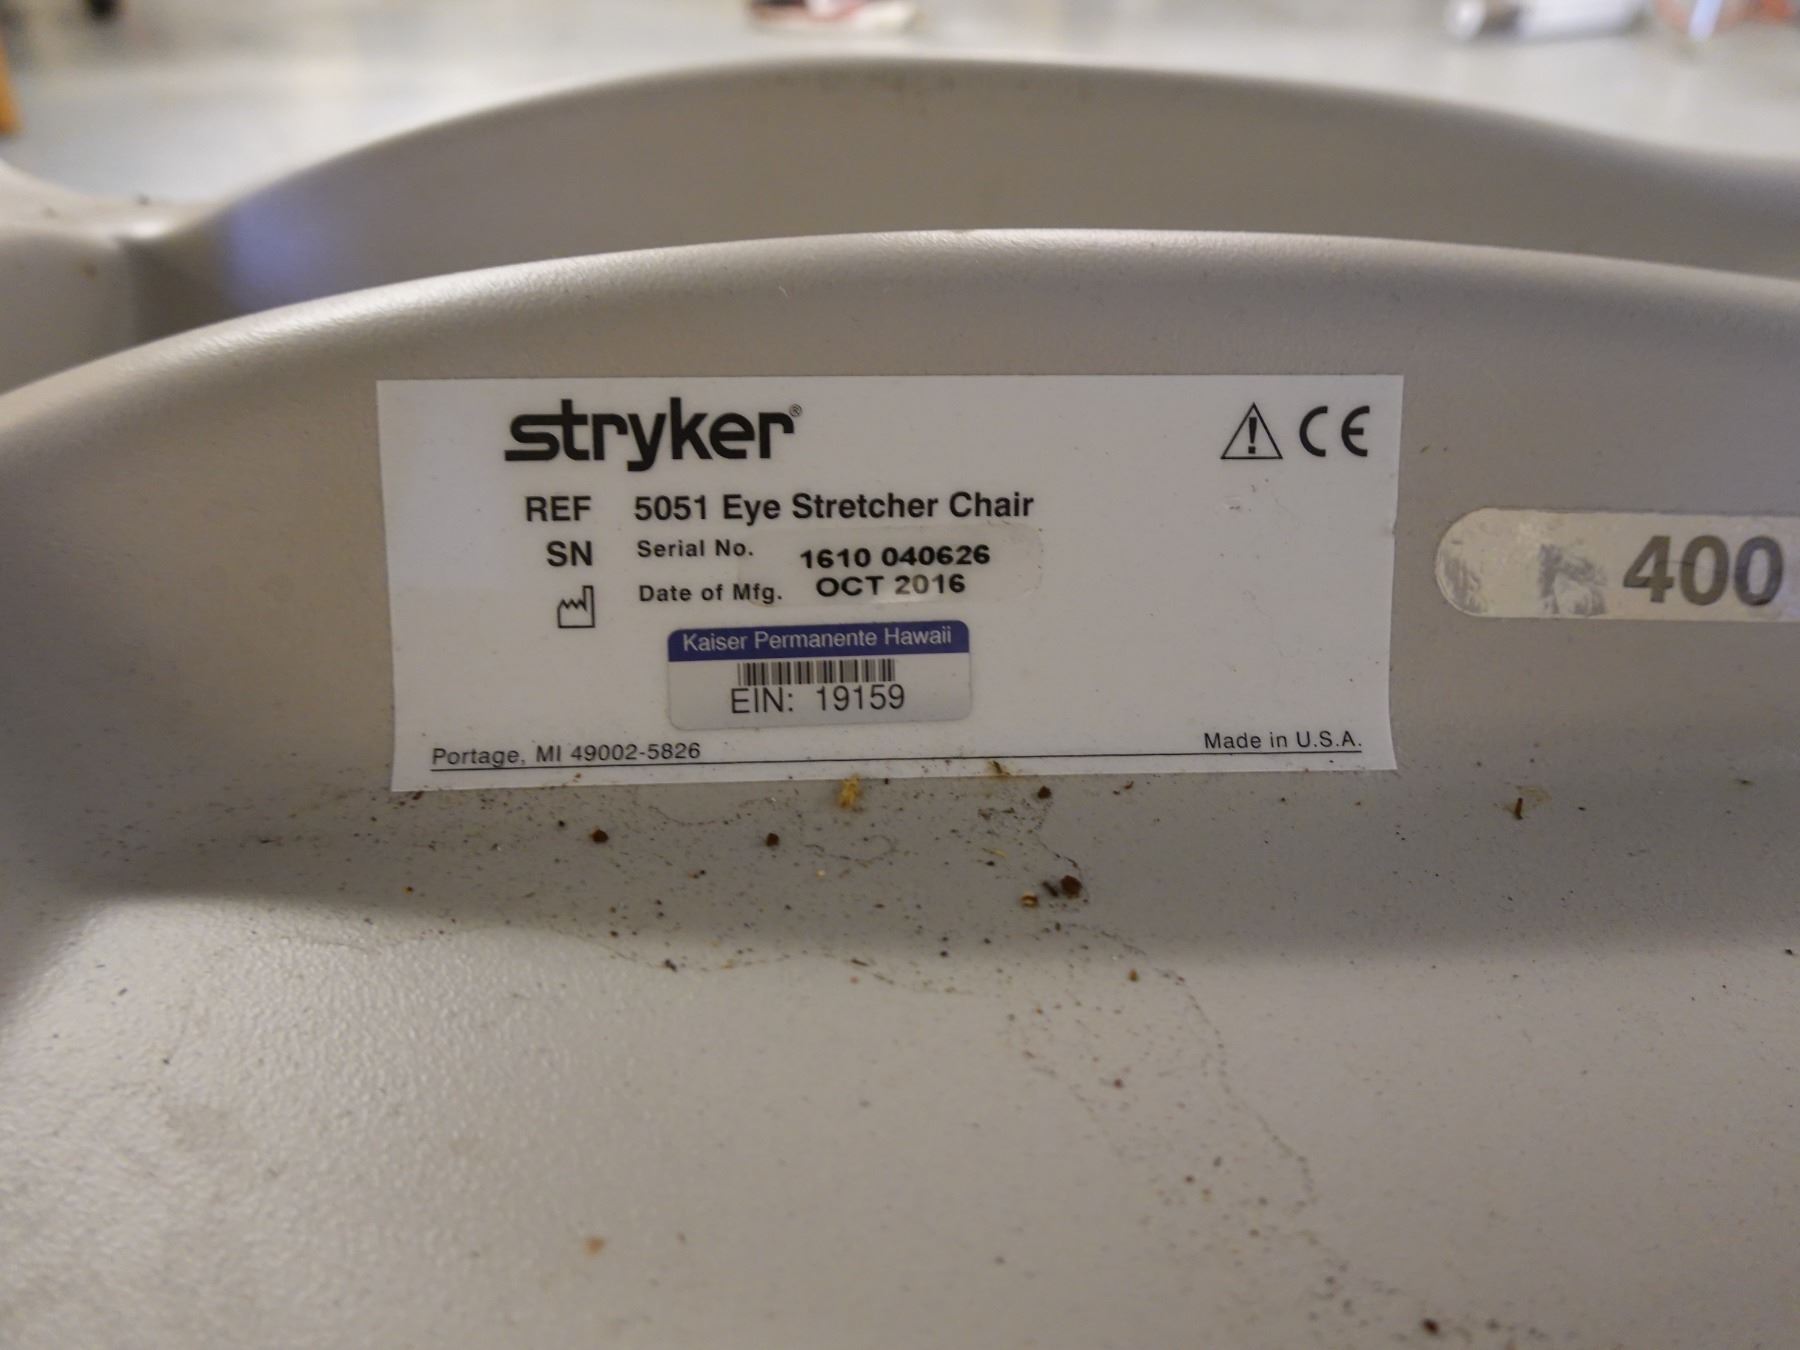 stryker®
REF 5051 Eye Stretcher Chair
SN Serial No. 1610 040626
Date of Mfg. OCT 2016
Kaiser Permanente Hawaii
EIN: 19159
Portage, MI 49002-5826
Made in U.S.A.
CE
400